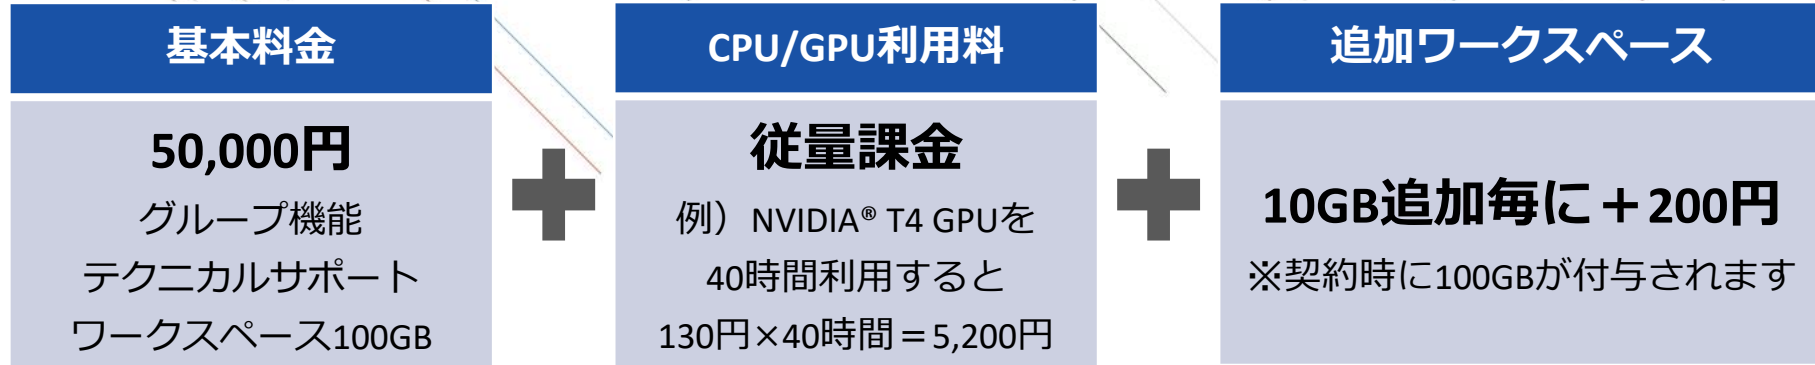 基本料金
50,000円
グループ機能
テクニカルサポート
ワークスペース100GB
CPU/GPU利用料
従量課金
例）NVIDIA® T4 GPUを
40時間利用すると
130円×40時間＝5,200円
追加ワークスペース
10GB追加毎に＋200円
※契約時に100GBが付与されます